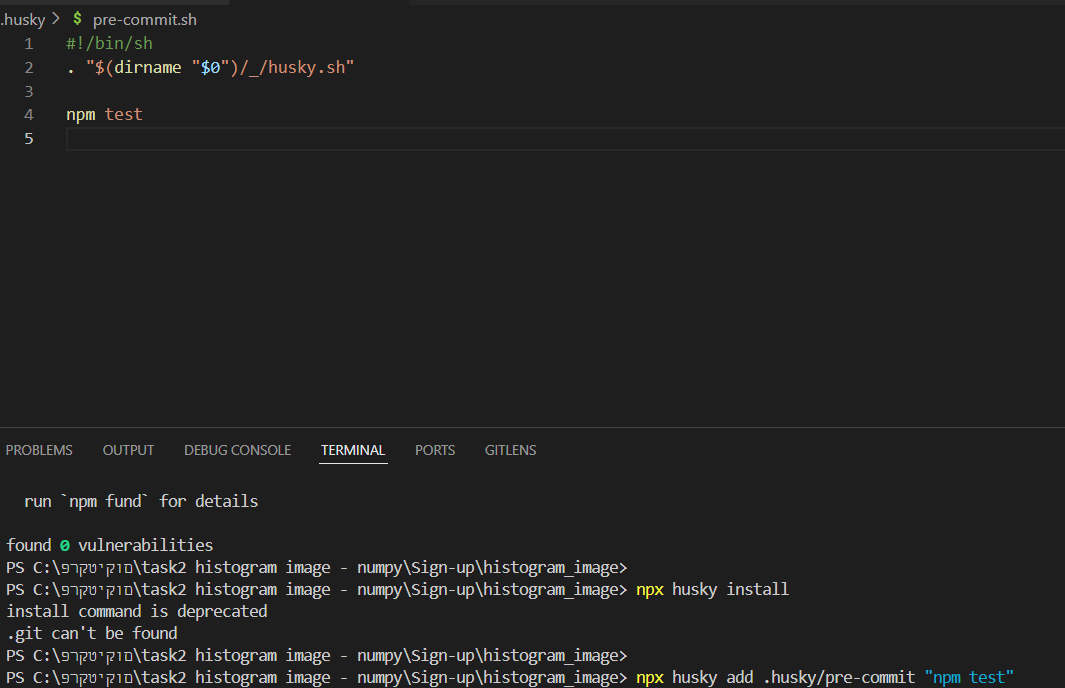 .husky > $ pre-commit.sh
1 #!/bin/sh
2 . "$(dirname "$0")/_/husky.sh"
3
4 npm test
5
PROBLEMS OUTPUT DEBUG CONSOLE TERMINAL PORTS GITLENS
run `npm fund` for details
found 0 vulnerabilities
PS C:\פרקטיקום\task2 histogram image - numpy\Sign-up\histogram_image>
PS C:\פרקטיקום\task2 histogram image - numpy\Sign-up\histogram_image> npx husky install
install command is deprecated
.git can't be found
PS C:\פרקטיקום\task2 histogram image - numpy\Sign-up\histogram_image>
PS C:\פרקטיקום\task2 histogram image - numpy\Sign-up\histogram_image> npx husky add .husky/pre-commit "npm test"